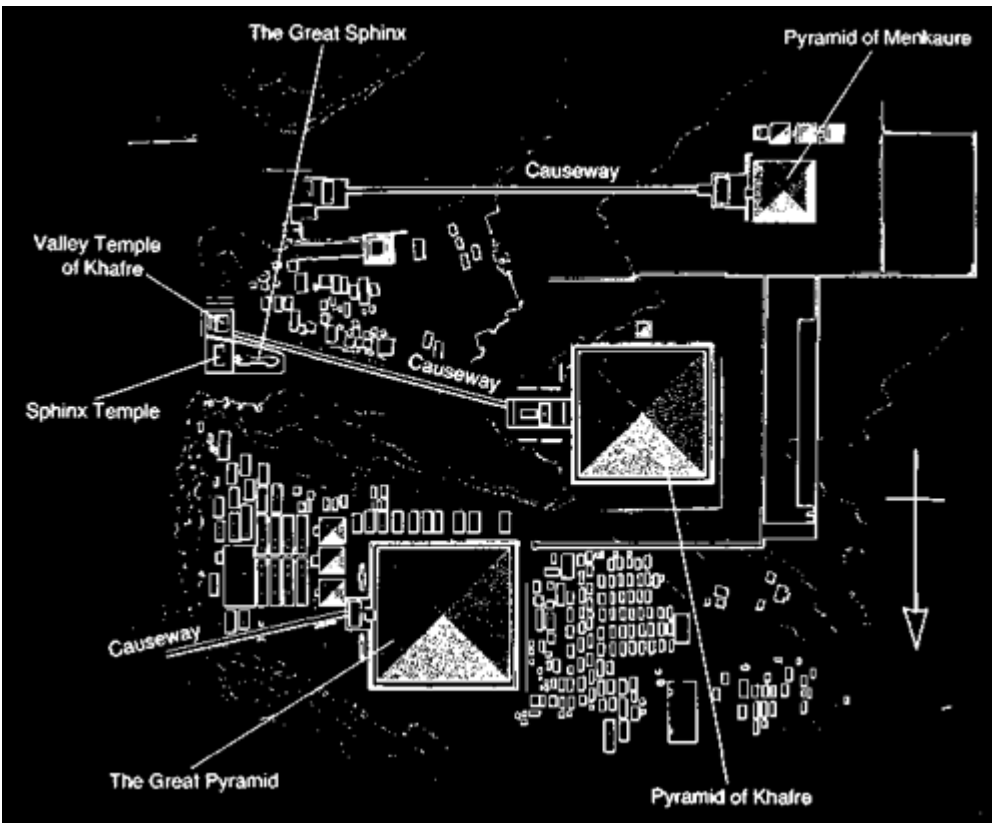 The Great Sphinx
Pyramid of Menkaure
Causeway
Valley Temple
of Khafre
Causeway
Sphinx Temple
Causeway
The Great Pyramid
Pyramid of Khafre